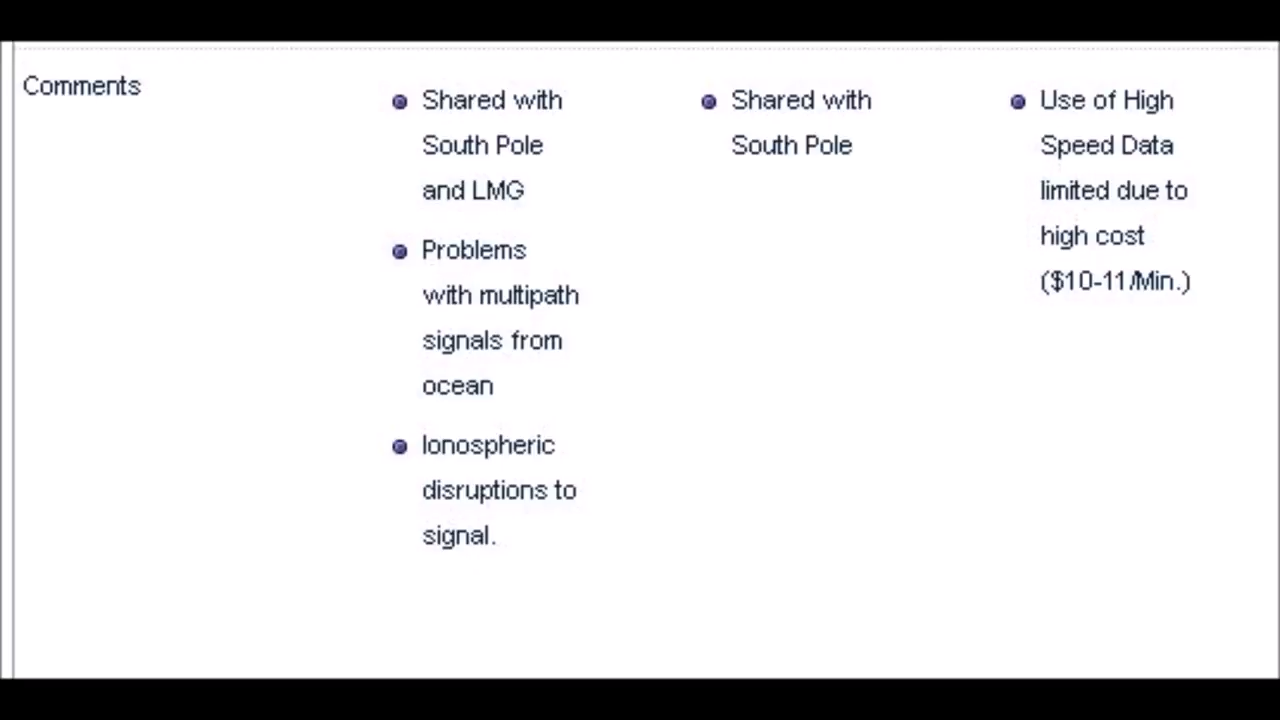 Comments
Shared with
South Pole
and LMG
Problems
with multipath
signals from
ocean
Ionospheric
disruptions to
signal.
Shared with
South Pole
Use of High
Speed Data
limited due to
high cost
($10-11/Min.)